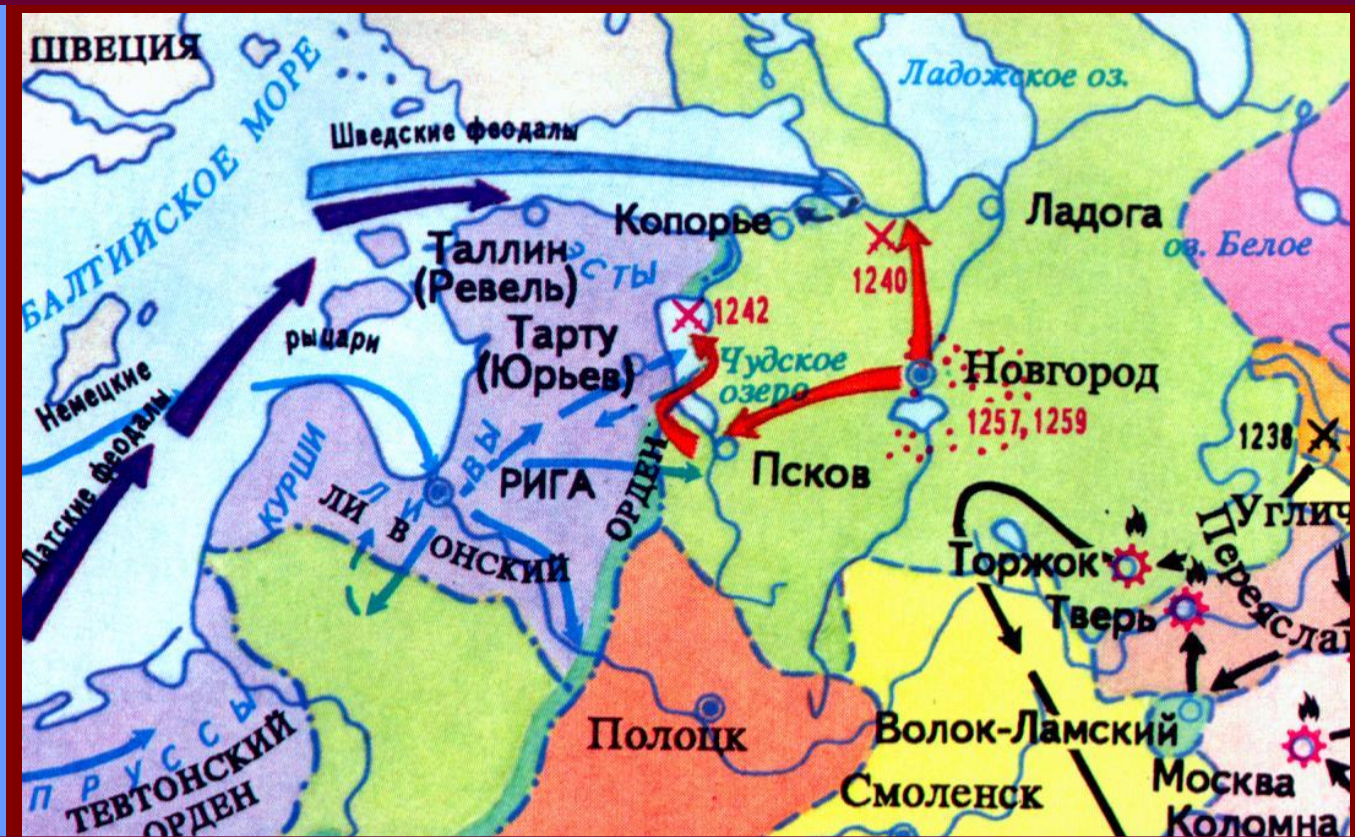 ШВЕЦИЯ
Ладожское оз.
БАЛТИЙСКОЕ МОРЕ
Шведские феодалы
Копорье
Ладога
оз. Белое
Таллин
(Ревель)
ЭСТЫ
1240
1242
рыцари
Тарту
(Юрьев)
Чудское
озеро
Новгород
Немецкие
1257, 1259
Датские феодалы
1238
КУРШИ
ЛИВЫ
РИГА
ОРДЕН
Псков
Углич
ЛИВОНСКИЙ
Торжок
Переяслав
Тверь
Полоцк
Волок-Ламский
ПРУССЫ
ТЕВТОНСКИЙ
ОРДЕН
Смоленск
Москва
Коломна